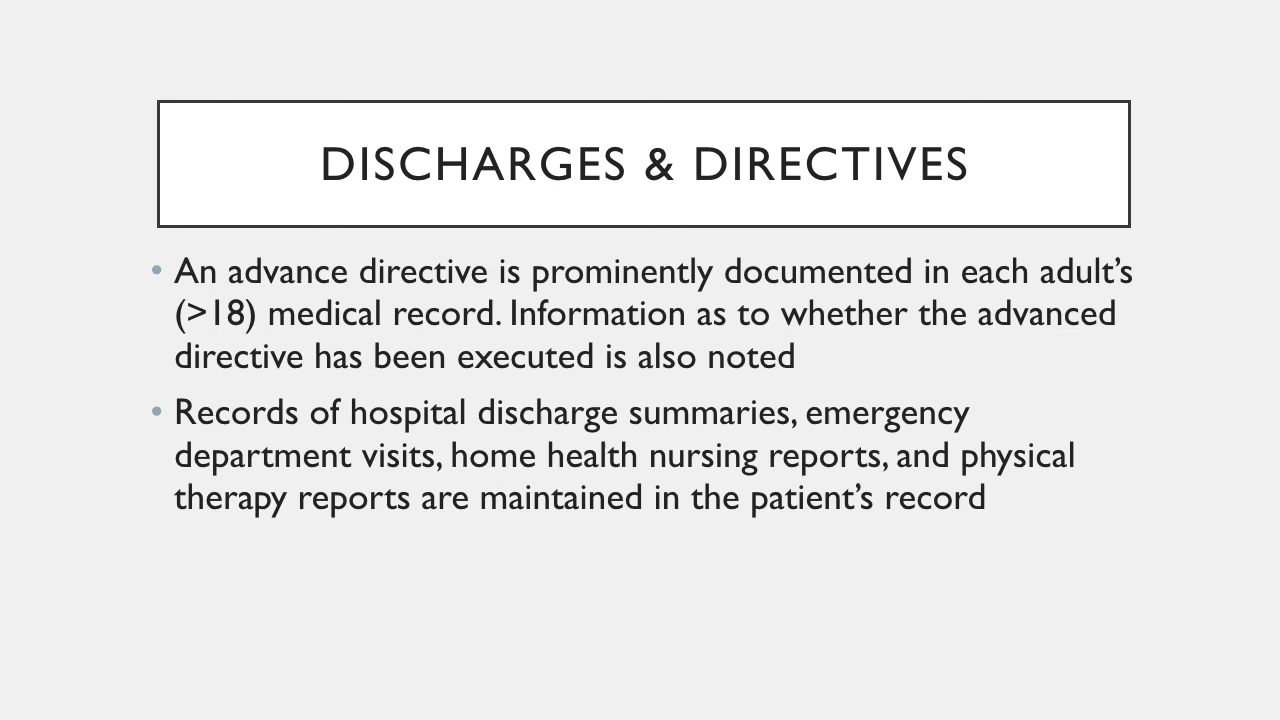 DISCHARGES & DIRECTIVES
• An advance directive is prominently documented in each adult’s
(>18) medical record. Information as to whether the advanced
directive has been executed is also noted
• Records of hospital discharge summaries, emergency
department visits, home health nursing reports, and physical
therapy reports are maintained in the patient’s record